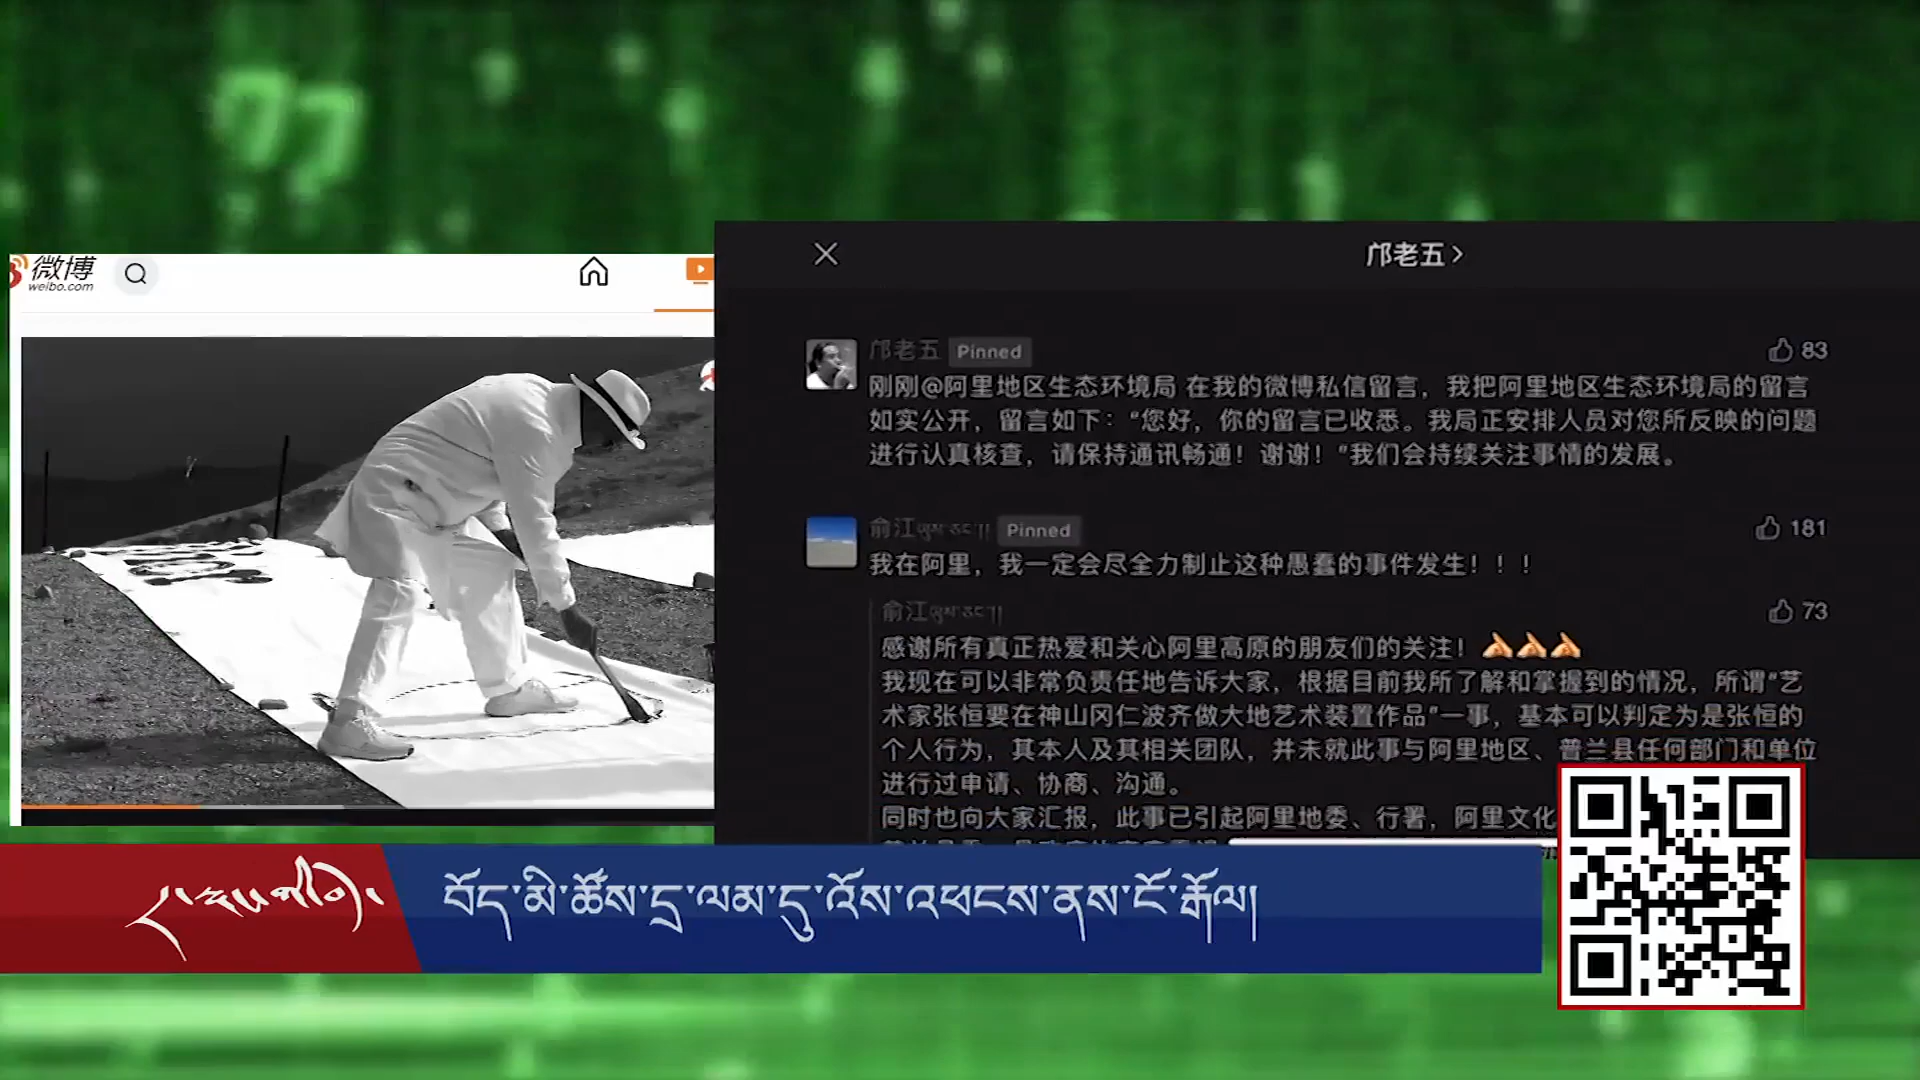 微博
weibo.com
邝老五
邝老五 Pinned 83
刚刚@阿里地区生态环境局 在我的微博私信留言，我把阿里地区生态环境局的留言
如实公开，留言如下：“您好，你的留言已收悉。我局正安排人员对您所反映的问题
进行认真核查，请保持通讯畅通！谢谢！”我们会持续关注事情的发展。
俞江 Pinned 181
我在阿里，我一定会尽全力制止这种愚蠢的事件发生！！！
俞江 73
感谢所有真正热爱和关心阿里高原的朋友们的关注！
我现在可以非常负责任地告诉大家，根据目前我所了解和掌握到的情况，所谓“艺
术家张恒要在神山冈仁波齐做大地艺术装置作品”一事，基本可以判定为是张恒的
个人行为，其本人及其相关团队，并未就此事与阿里地区、普兰县任何部门和单位
进行过申请、协商、沟通。
同时也向大家汇报，此事已引起阿里地委、行署，阿里文化
བོད་མི་ཚོས་དྲ་ལམ་དུ་འོས་འཕངས་ནས་ངོ་རྒོལ།